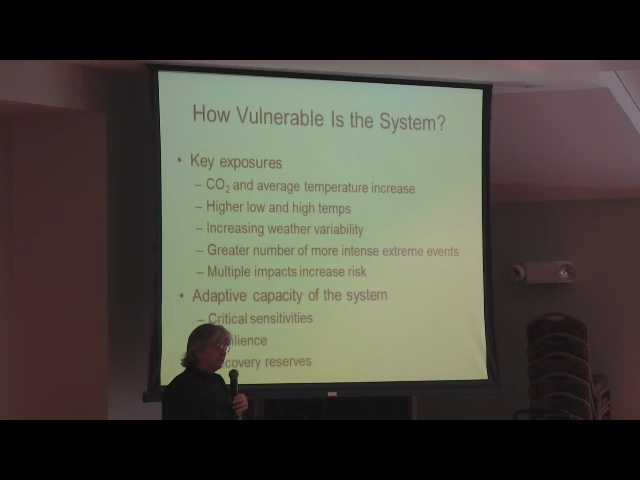 How Vulnerable Is the System?
• Key exposures
– CO₂ and average temperature increase
– Higher low and high temps
– Increasing weather variability
– Greater number of more intense extreme events
– Multiple impacts increase risk
• Adaptive capacity of the system
– Critical sensitivities
ilience
covery reserves